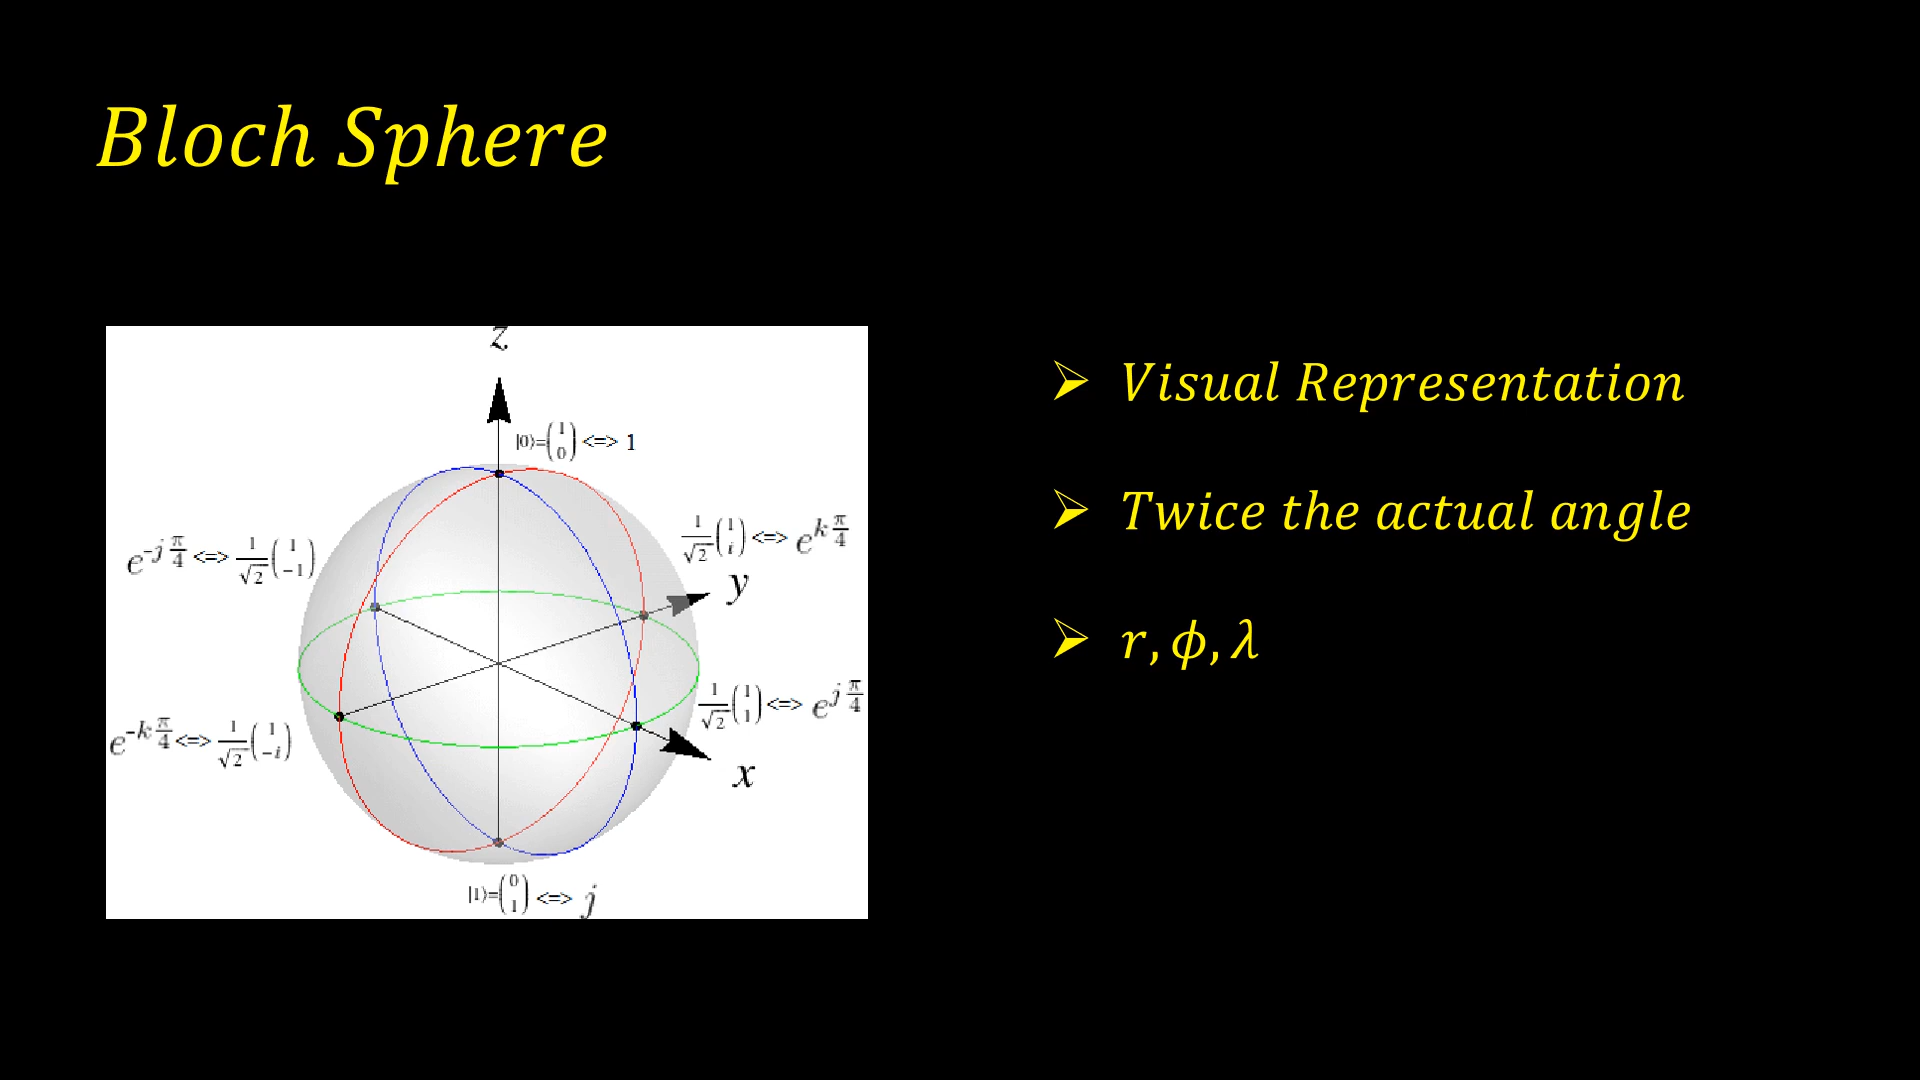 Bloch Sphere
z
|0⟩=(1 0) <=> 1
1/√2 (1 i) <=> e^{k π/4}
e^{-j π/4} <=> 1/√2 (1 -1)
y
1/√2 (1 1) <=> e^{j π/4}
e^{-k π/4} <=> 1/√2 (1 -i)
x
|1⟩=(0 1) <=> j
➢ Visual Representation
➢ Twice the actual angle
➢ r, ϕ, λ